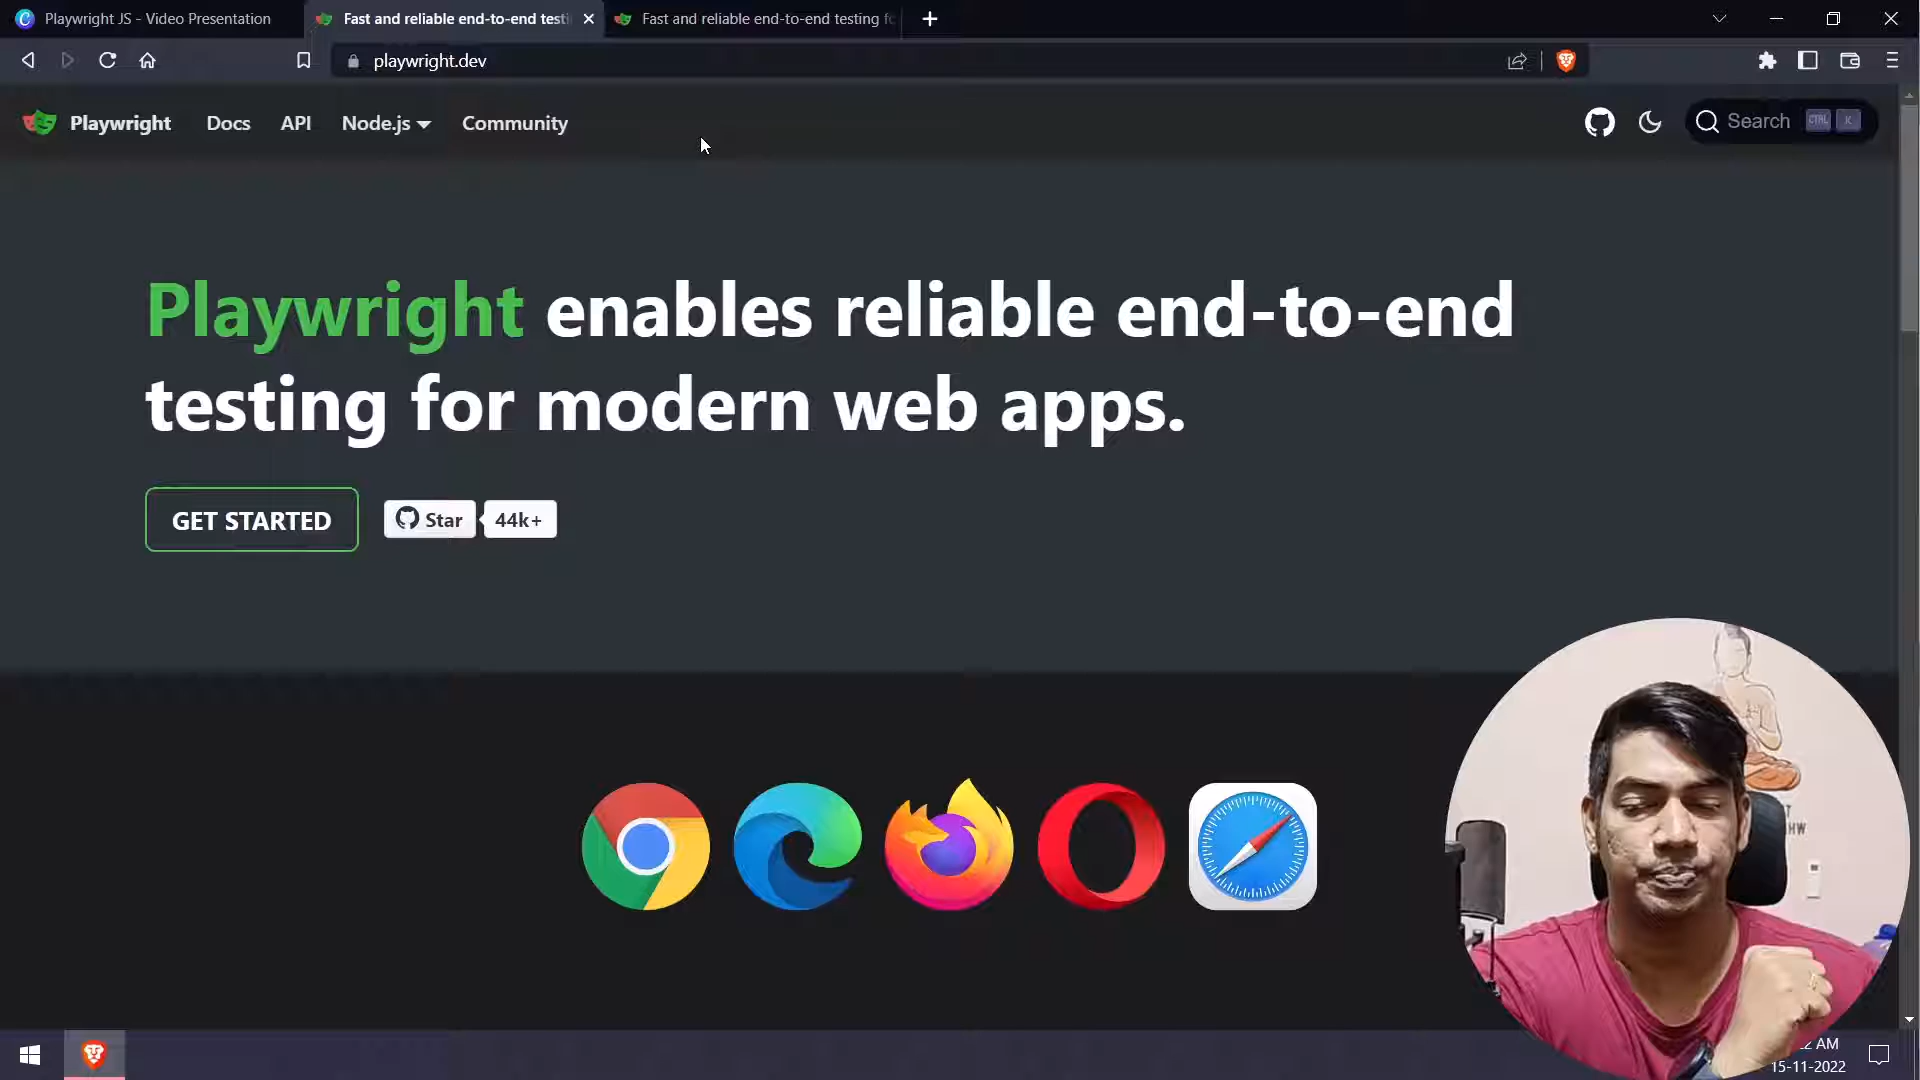 Playwright JS - Video Presentation
Fast and reliable end-to-end testi
Fast and reliable end-to-end testing fo
playwright.dev
Playwright
Docs
API
Node.js
Community
Search
CTRL
K
Playwright enables reliable end-to-end
testing for modern web apps.
GET STARTED
Star
44k+
AM
15-11-2022